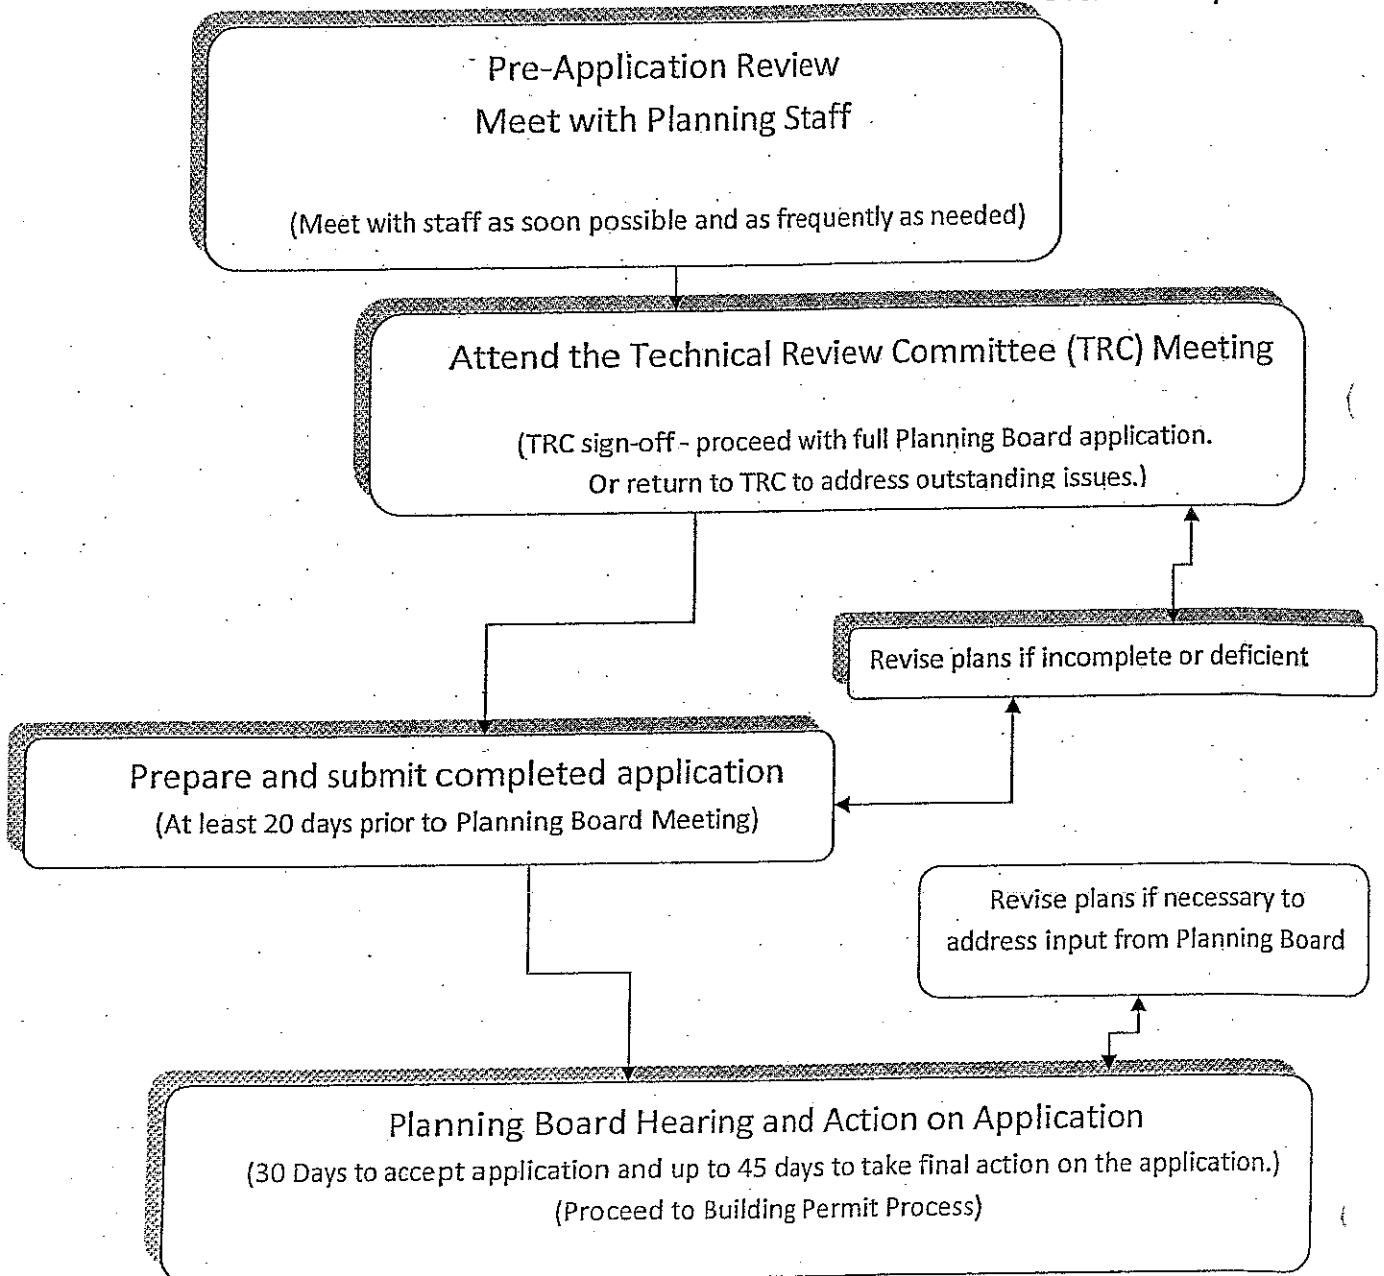 Pre-Application Review
Meet with Planning Staff
(Meet with staff as soon possible and as frequently as needed)
Attend the Technical Review Committee (TRC) Meeting
(TRC sign-off - proceed with full Planning Board application.
Or return to TRC to address outstanding issues.)
Revise plans if incomplete or deficient
Prepare and submit completed application
(At least 20 days prior to Planning Board Meeting)
Revise plans if necessary to
address input from Planning Board
Planning Board Hearing and Action on Application
(30 Days to accept application and up to 45 days to take final action on the application.)
(Proceed to Building Permit Process)